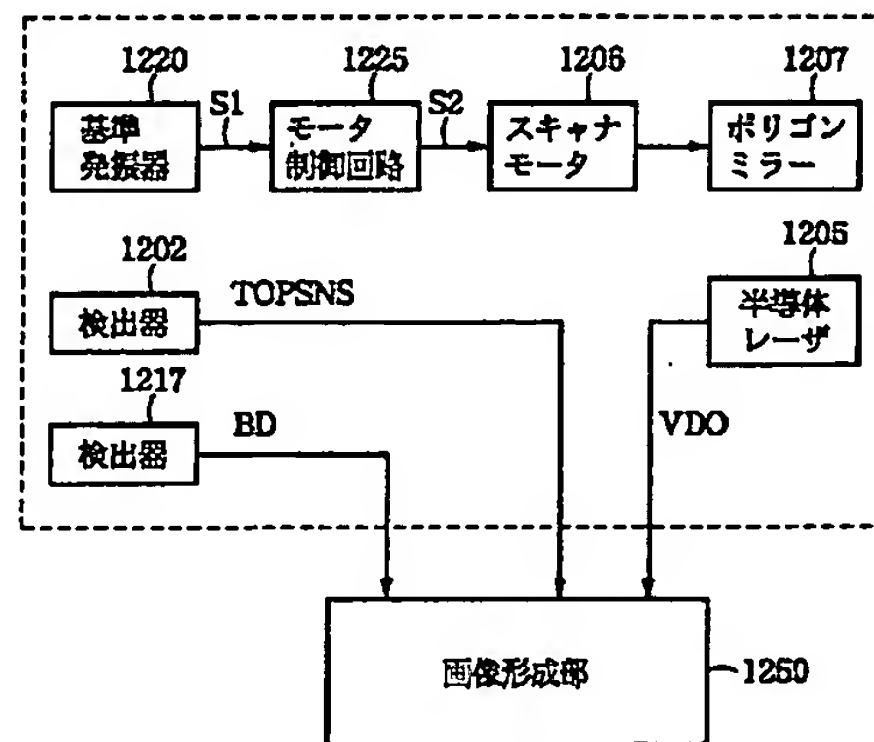 1220
1225
1206
1207
S1
S2
基準
発振器
モータ
制御回路
スキャナ
モータ
ポリゴン
ミラー
1202
1205
TOPSNS
検出器
半導体
レーザ
1217
BD
VDO
検出器
画像形成部
1250